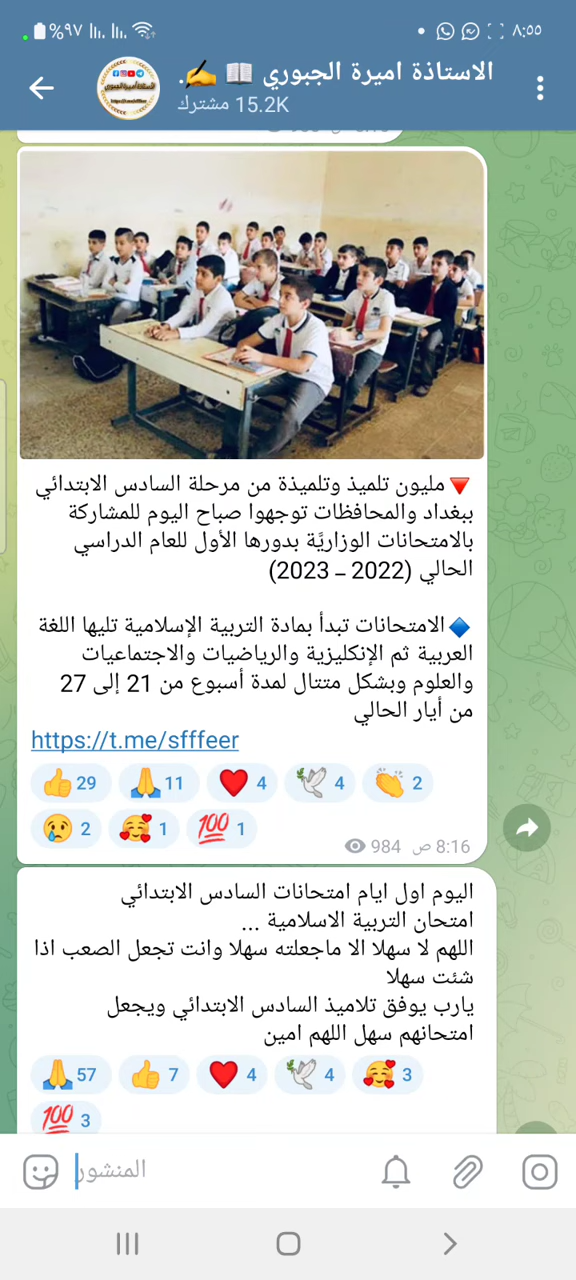 ٨:٥٥
%٩٧
الاستاذة اميرة الجبوري 📖 ✍️.
15.2K مشترك
🔻مليون تلميذ وتلميذة من مرحلة السادس الابتدائي
ببغداد والمحافظات توجهوا صباح اليوم للمشاركة
بالامتحانات الوزاريَّة بدورها الأول للعام الدراسي
الحالي (2022 – 2023)
🔷الامتحانات تبدأ بمادة التربية الإسلامية تليها اللغة
العربية ثم الإنكليزية والرياضيات والاجتماعيات
والعلوم وبشكل متتال لمدة أسبوع من 21 إلى 27
من أيار الحالي
https://t.me/sfffeer
👍 29 🙏 11 ❤️ 4 🕊 4 👏 2
😢 2 🥰 1 💯 1
984 8:16 ص
اليوم اول ايام امتحانات السادس الابتدائي
امتحان التربية الاسلامية ...
اللهم لا سهلا الا ماجعلته سهلا وانت تجعل الصعب اذا
شئت سهلا
يارب يوفق تلاميذ السادس الابتدائي ويجعل
امتحانهم سهل اللهم امين
🙏 57 👍 7 ❤️ 4 🕊 4 🥰 3
💯 3
المنشور